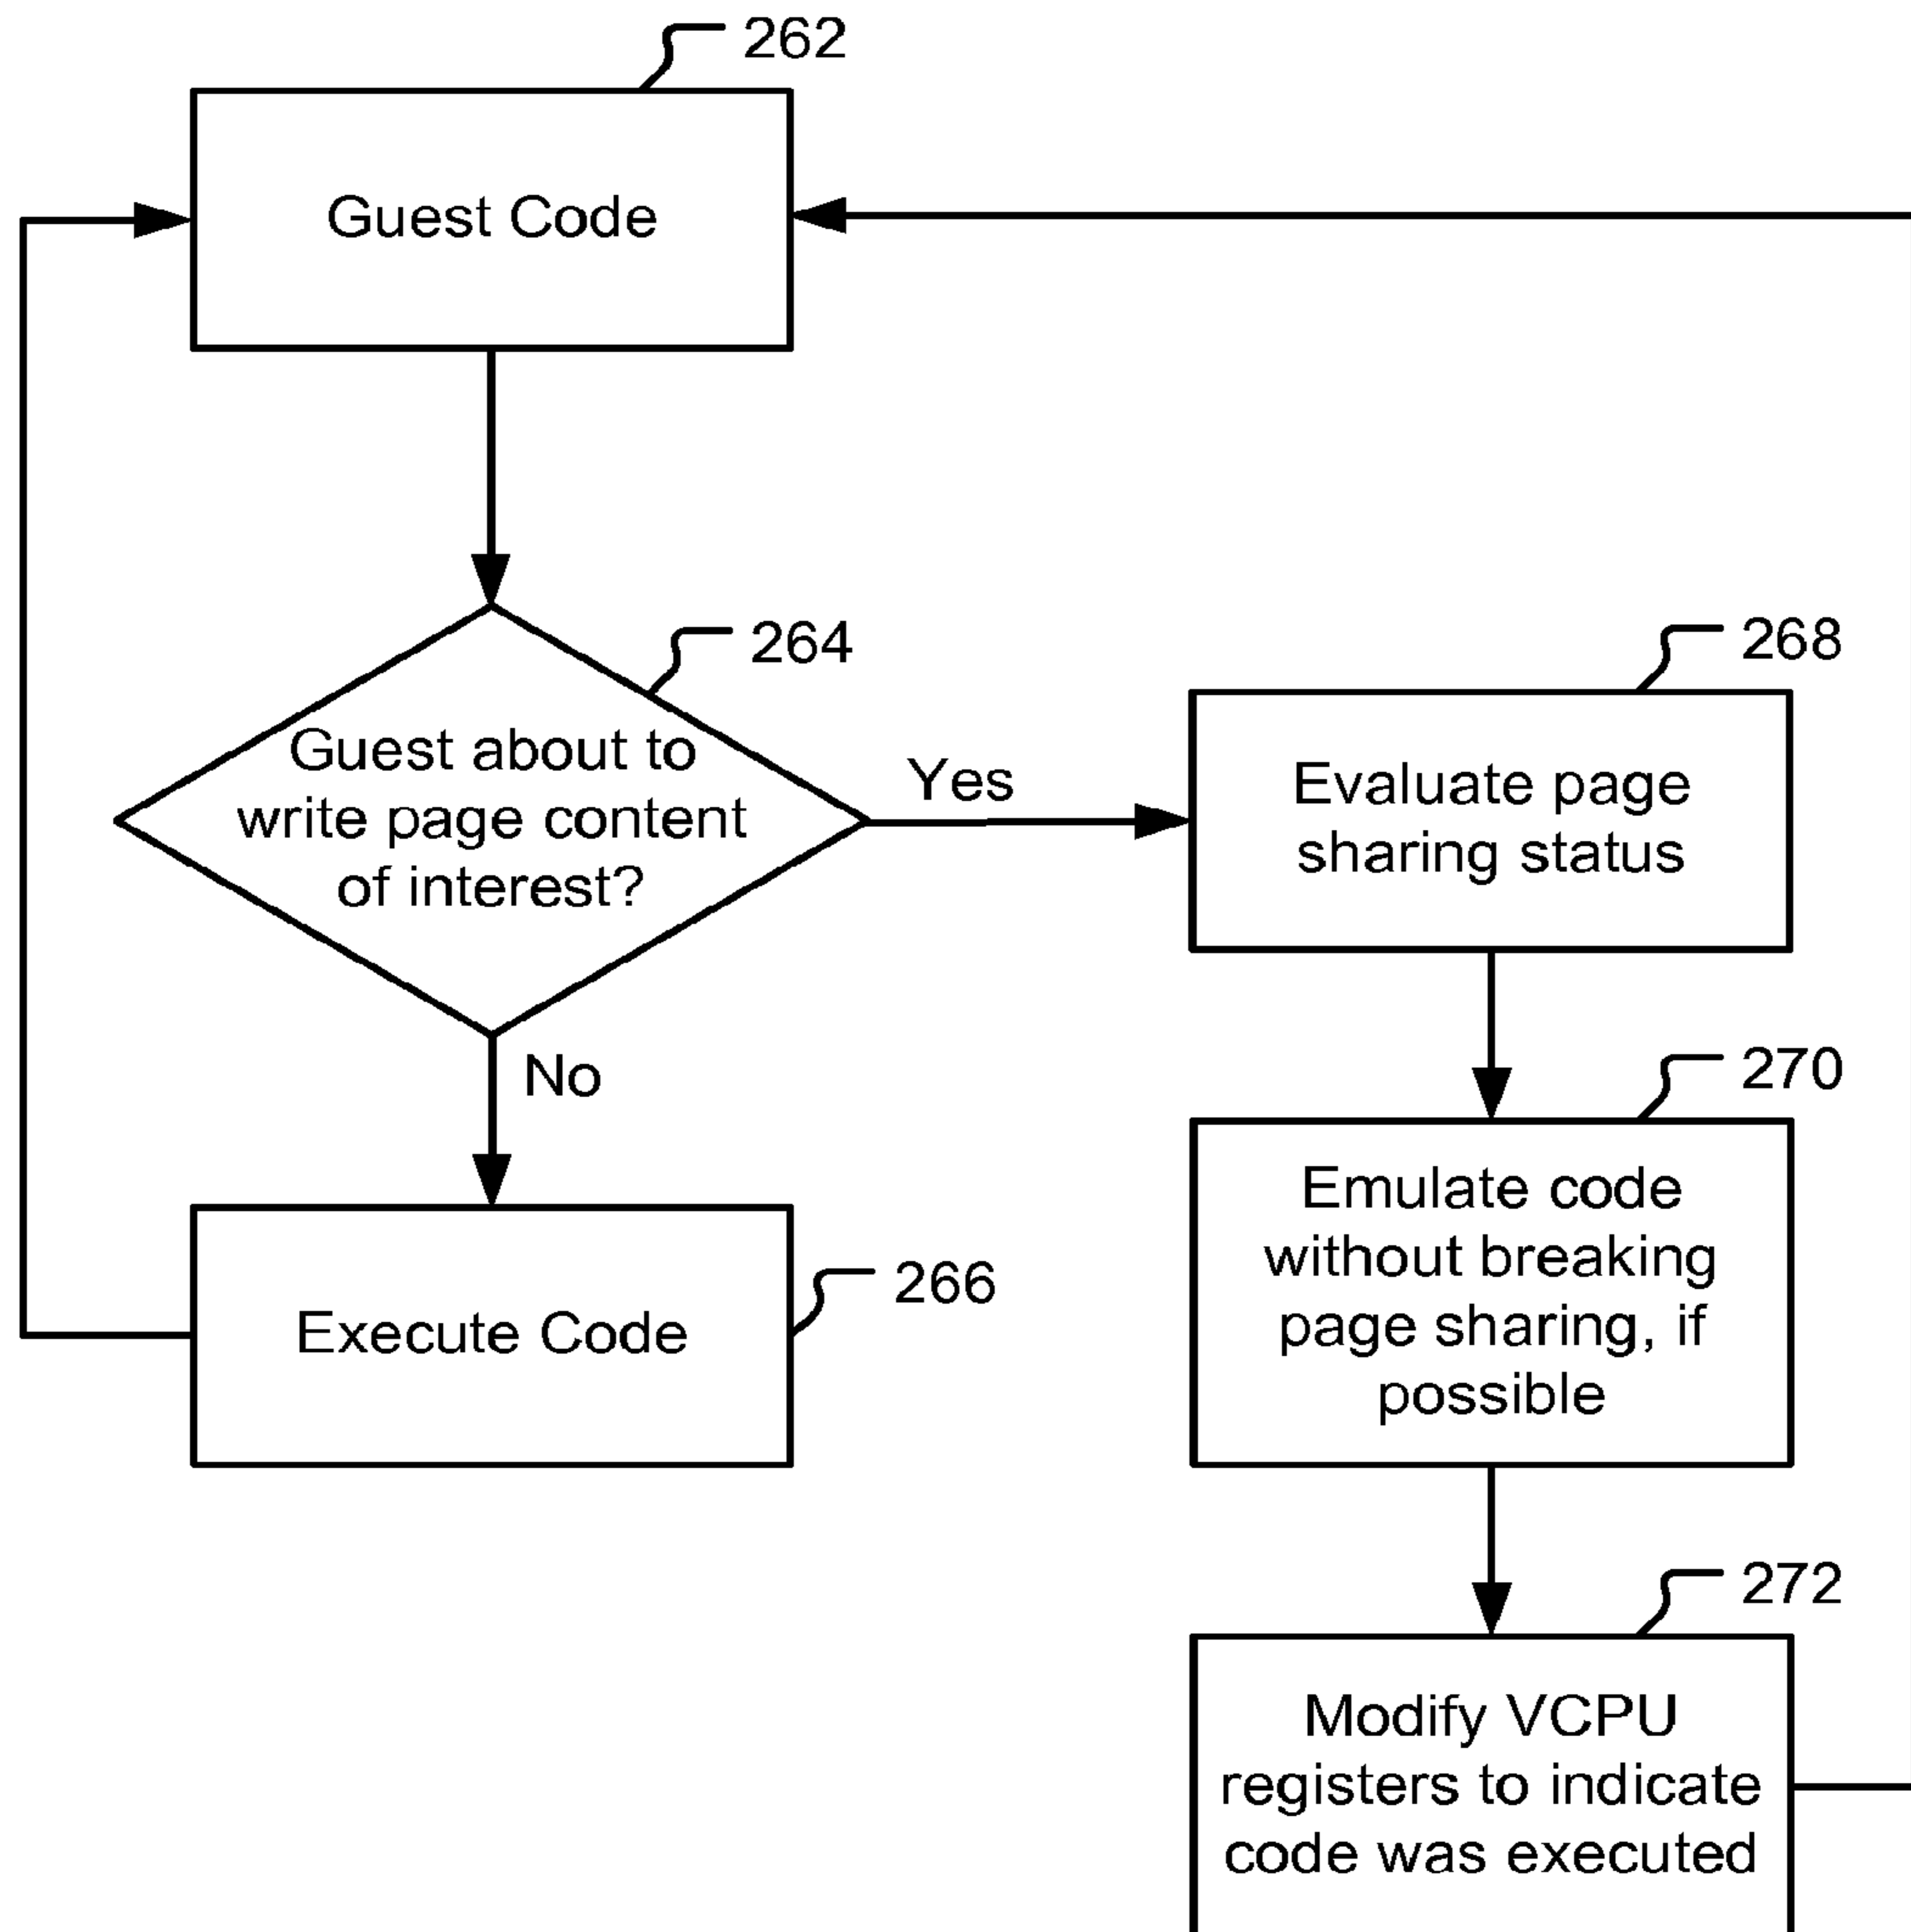 262
Guest Code
264
Guest about to
write page content
of interest?
Yes
No
266
Execute Code
268
Evaluate page
sharing status
270
Emulate code
without breaking
page sharing, if
possible
272
Modify VCPU
registers to indicate
code was executed